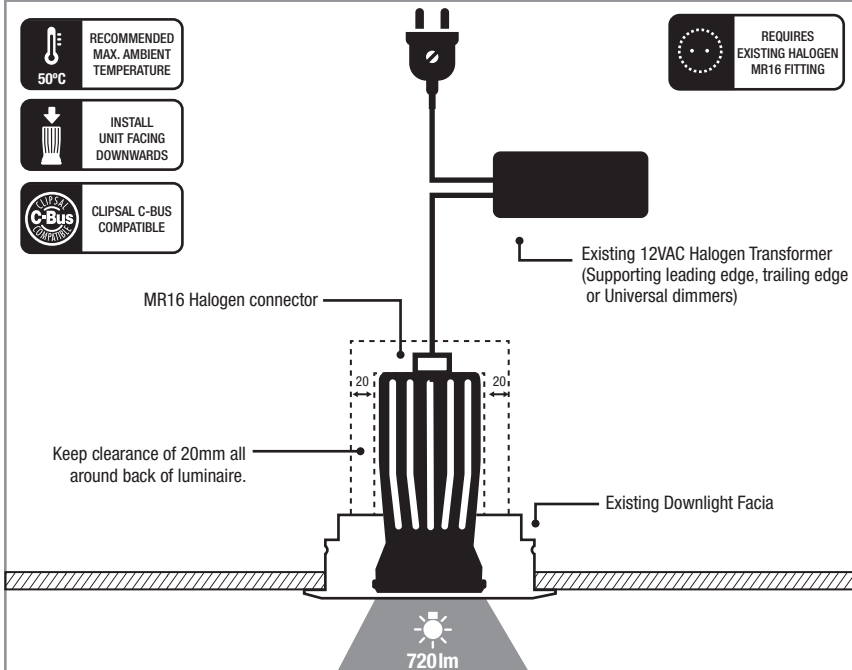 50ºC
RECOMMENDED
MAX. AMBIENT
TEMPERATURE
REQUIRES
EXISTING HALOGEN
MR16 FITTING
INSTALL
UNIT FACING
DOWNWARDS
CLIPSAL
C-Bus
COMPATIBLE
CLIPSAL C-BUS
COMPATIBLE
Existing 12VAC Halogen Transformer
(Supporting leading edge, trailing edge
or Universal dimmers)
MR16 Halogen connector
20
20
Keep clearance of 20mm all
around back of luminaire.
Existing Downlight Facia
720lm